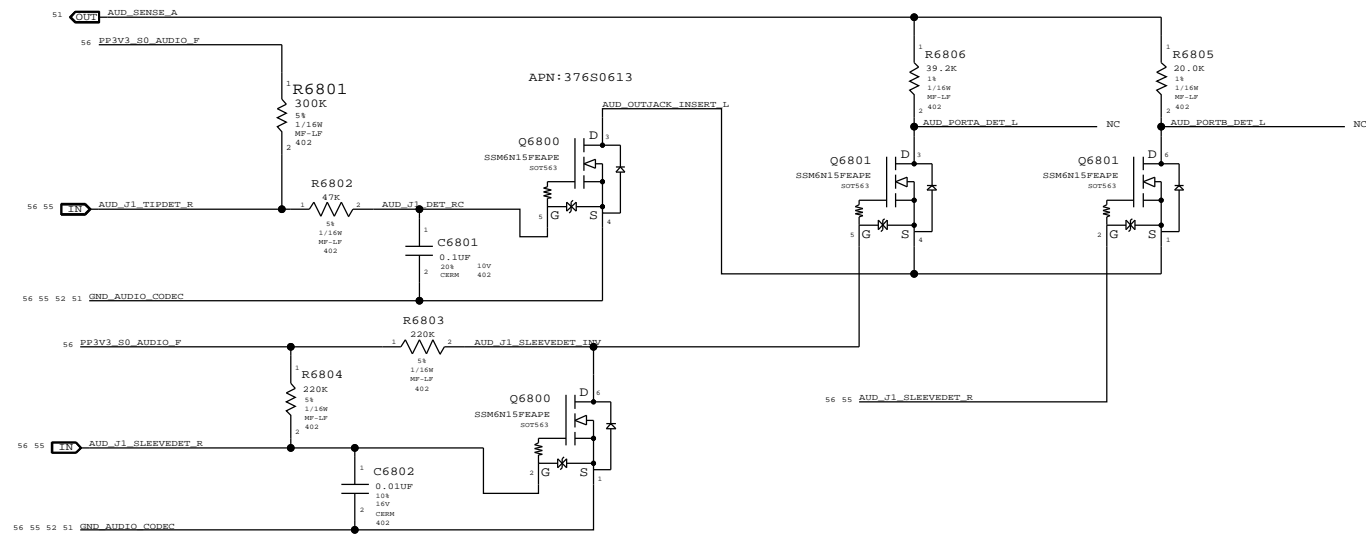 51 OUT AUD_SENSE_A
56 PP3V3_S0_AUDIO_F
1
R6801
300K
5%
1/16W
MF-LF
402
2
APN:376S0613
AUD_OUTJACK_INSERT_L
Q6800
SSM6N15FEAPE
SOT563
D 3
5 G S 4
1
R6806
39.2K
1%
1/16W
MF-LF
2 402
AUD_PORTA_DET_L NC
1
R6805
20.0K
1%
1/16W
MF-LF
2 402
AUD_PORTB_DET_L NC
Q6801
SSM6N15FEAPE
SOT563
D 3
5 G S 4
Q6801
SSM6N15FEAPE
SOT563
D 6
2 G S 1
56 55 IN AUD_J1_TIPDET_R
R6802
47K
1 2
5%
1/16W
MF-LF
402
AUD_J1_DET_RC
1
C6801
0.1UF
20% 10V
2 CERM 402
56 55 52 51 GND_AUDIO_CODEC
R6803
220K
56 PP3V3_S0_AUDIO_F
1 2
5%
1/16W
MF-LF
402
AUD_J1_SLEEVEDET_INV
1
R6804
220K
5%
1/16W
MF-LF
402
2
Q6800
SSM6N15FEAPE
SOT563
D 6
2 G S 1
56 55 AUD_J1_SLEEVEDET_R
56 55 IN AUD_J1_SLEEVEDET_R
1
C6802
0.01UF
10%
16V
CERM
402
2
56 55 52 51 GND_AUDIO_CODEC